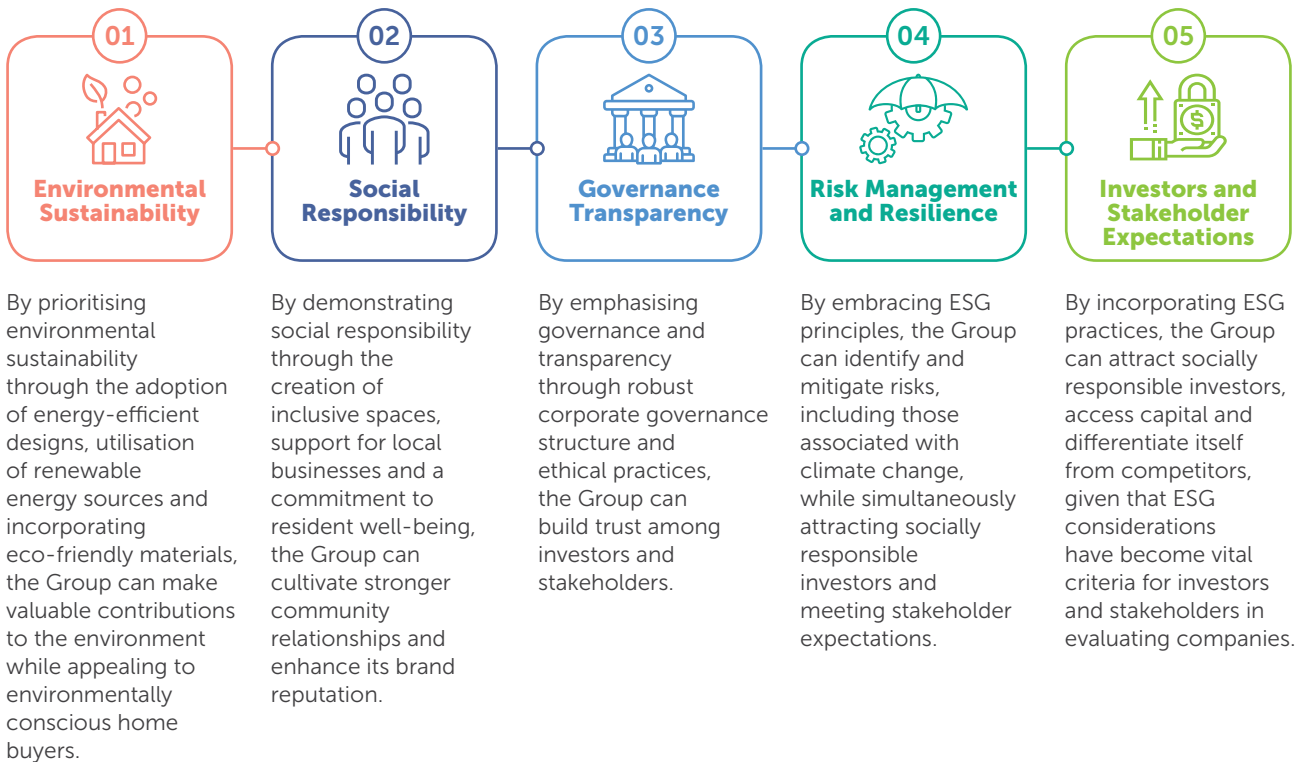 01
Environmental
Sustainability
By prioritising
environmental
sustainability
through the adoption
of energy-efficient
designs, utilisation
of renewable
energy sources and
incorporating
eco-friendly materials,
the Group can make
valuable contributions
to the environment
while appealing to
environmentally
conscious home
buyers.
02
Social
Responsibility
By demonstrating
social responsibility
through the
creation of
inclusive spaces,
support for local
businesses and a
commitment to
resident well-being,
the Group can
cultivate stronger
community
relationships and
enhance its brand
reputation.
03
Governance
Transparency
By emphasising
governance and
transparency
through robust
corporate governance
structure and
ethical practices,
the Group can
build trust among
investors and
stakeholders.
04
Risk Management
and Resilience
By embracing ESG
principles, the Group
can identify and
mitigate risks,
including those
associated with
climate change,
while simultaneously
attracting socially
responsible
investors and
meeting stakeholder
expectations.
05
$
Investors and
Stakeholder
Expectations
By incorporating ESG
practices, the Group
can attract socially
responsible investors,
access capital and
differentiate itself
from competitors,
given that ESG
considerations
have become vital
criteria for investors
and stakeholders in
evaluating companies.